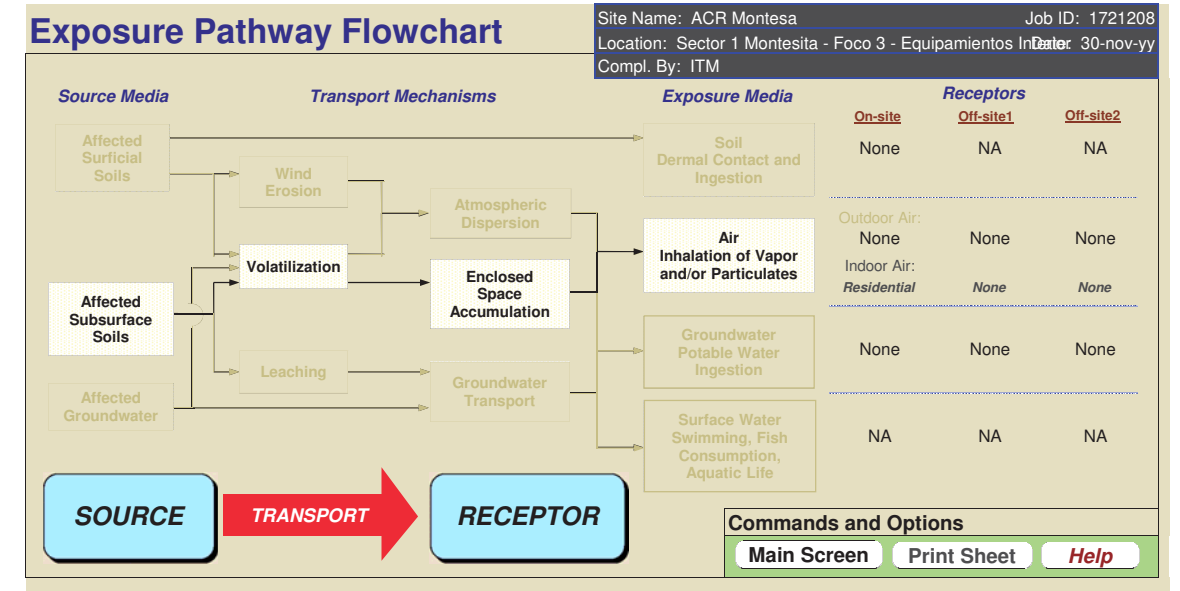 Exposure Pathway Flowchart
Site Name: ACR Montesa
Job ID: 1721208
Location: Sector 1 Montesita - Foco 3 - Equipamientos
30-nov-yy
Compl. By: ITM
Source Media
Transport Mechanisms
Exposure Media
Receptors
On-site
Off-site1
Off-site2
Affected
Surficial
Soils
Wind
Erosion
Atmospheric
Dispersion
Soil
Dermal Contact and
Ingestion
None
NA
NA
Volatilization
Enclosed
Space
Accumulation
Air
Inhalation of Vapor
and/or Particulates
Outdoor Air:
None
None
None
Indoor Air:
Residential
None
None
Affected
Subsurface
Soils
Leaching
Groundwater
Transport
Groundwater
Potable Water
Ingestion
None
None
None
Affected
Groundwater
Surface Water
Swimming, Fish
Consumption,
Aquatic Life
NA
NA
NA
SOURCE
TRANSPORT
RECEPTOR
Commands and Options
Main Screen
Print Sheet
Help